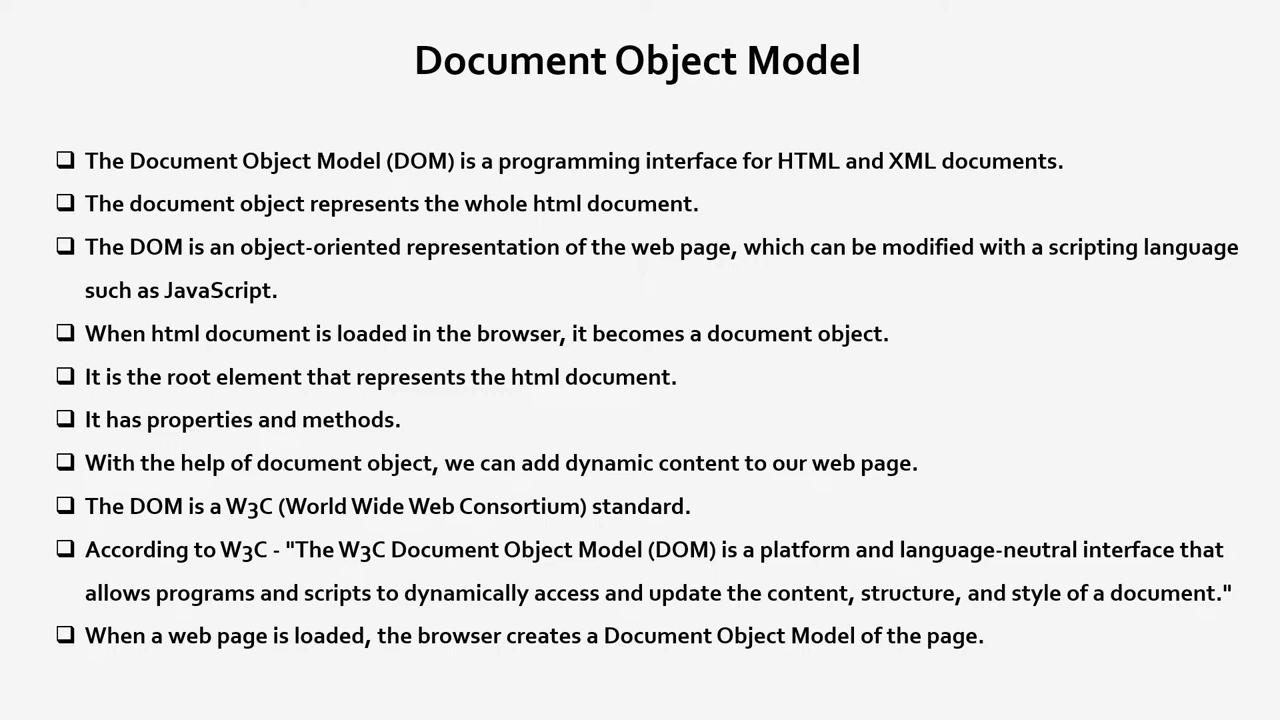 Document Object Model
❑ The Document Object Model (DOM) is a programming interface for HTML and XML documents.
❑ The document object represents the whole html document.
❑ The DOM is an object-oriented representation of the web page, which can be modified with a scripting language
such as JavaScript.
❑ When html document is loaded in the browser, it becomes a document object.
❑ It is the root element that represents the html document.
❑ It has properties and methods.
❑ With the help of document object, we can add dynamic content to our web page.
❑ The DOM is a W3C (World Wide Web Consortium) standard.
❑ According to W3C - "The W3C Document Object Model (DOM) is a platform and language-neutral interface that
allows programs and scripts to dynamically access and update the content, structure, and style of a document."
❑ When a web page is loaded, the browser creates a Document Object Model of the page.